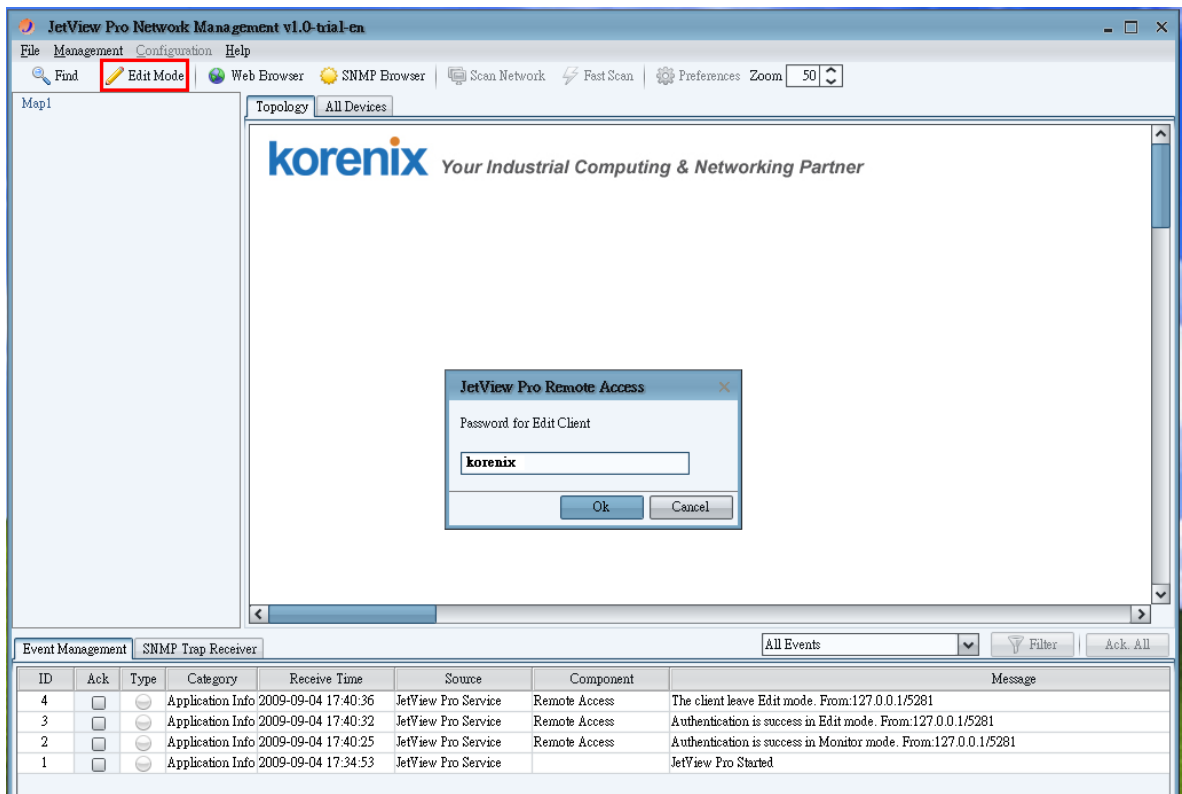 JetView Pro Network Management v1.0-trial-en
File Management Configuration Help
Find Edit Mode Web Browser SNMP Browser Scan Network Fast Scan Preferences Zoom 50
Map1
Topology All Devices
korenix Your Industrial Computing & Networking Partner
JetView Pro Remote Access
Password for Edit Client
korenix
Ok Cancel
Event Management SNMP Trap Receiver All Events Filter Ack. All
ID Ack Type Category Receive Time Source Component Message
4 Application Info 2009-09-04 17:40:36 JetView Pro Service Remote Access The client leave Edit mode. From:127.0.0.1/5281
3 Application Info 2009-09-04 17:40:32 JetView Pro Service Remote Access Authentication is success in Edit mode. From:127.0.0.1/5281
2 Application Info 2009-09-04 17:40:25 JetView Pro Service Remote Access Authentication is success in Monitor mode. From:127.0.0.1/5281
1 Application Info 2009-09-04 17:34:53 JetView Pro Service JetView Pro Started